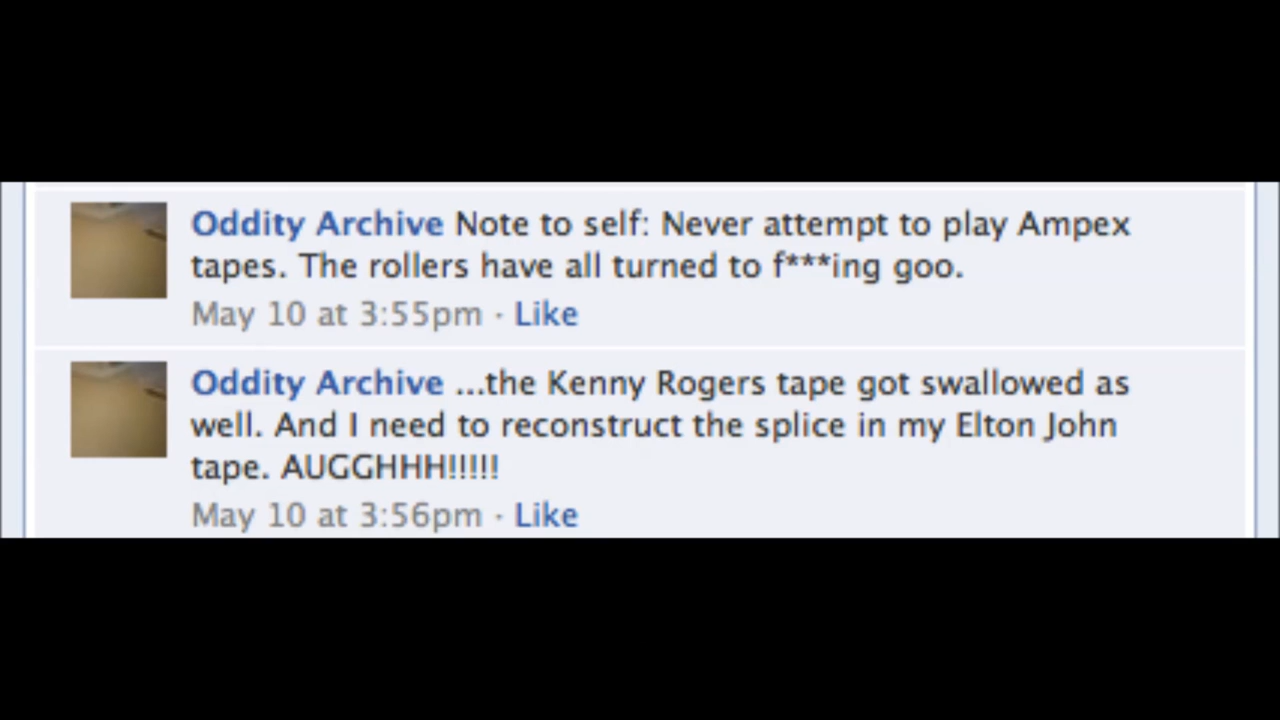 Oddity Archive Note to self: Never attempt to play Ampex
tapes. The rollers have all turned to f***ing goo.
May 10 at 3:55pm · Like
Oddity Archive ...the Kenny Rogers tape got swallowed as
well. And I need to reconstruct the splice in my Elton John
tape. AUGGHHH!!!!!
May 10 at 3:56pm · Like